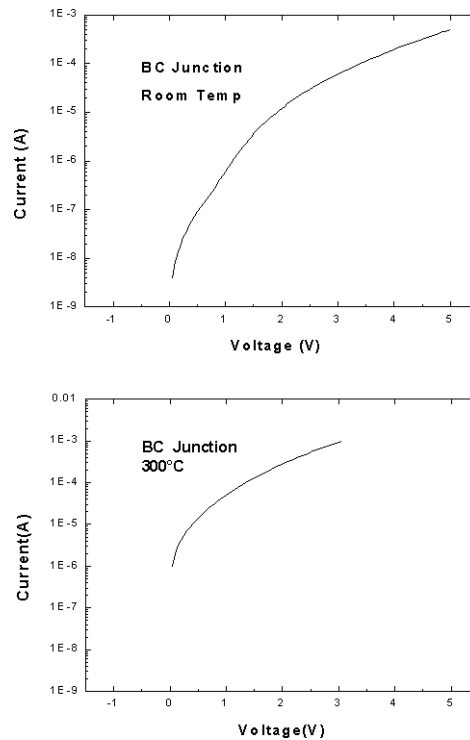 1E-3
1E-4
1E-5
1E-6
1E-7
1E-8
1E-9
Current (A)
BC Junction
Room Temp
-1 0 1 2 3 4 5
Voltage (V)
0.01
1E-3
1E-4
1E-5
1E-6
1E-7
1E-8
1E-9
Current(A)
BC Junction
300°C
-1 0 1 2 3 4 5
Voltage(V)